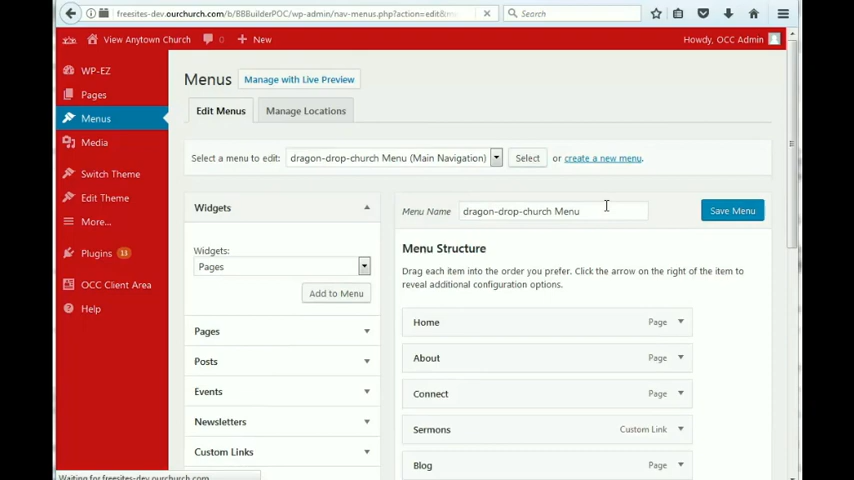 freesites-dev.ourchurch.com/b/BBBuilderPOC/wp-admin/nav-menus.php?action=edit&m
Search
View Anytown Church
0
New
Howdy, OCC Admin
WP-EZ
Pages
Menus
Media
Switch Theme
Edit Theme
More...
Plugins 13
OCC Client Area
Help
Menus
Manage with Live Preview
Edit Menus
Manage Locations
Select a menu to edit: dragon-drop-church Menu (Main Navigation) Select or create a new menu.
Widgets
Widgets:
Pages
Add to Menu
Pages
Posts
Events
Newsletters
Custom Links
Menu Name dragon-drop-church Menu Save Menu
Menu Structure
Drag each item into the order you prefer. Click the arrow on the right of the item to
reveal additional configuration options.
Home Page
About Page
Connect Page
Sermons Custom Link
Blog Page
Waiting for freesites-dev.ourchurch.com...